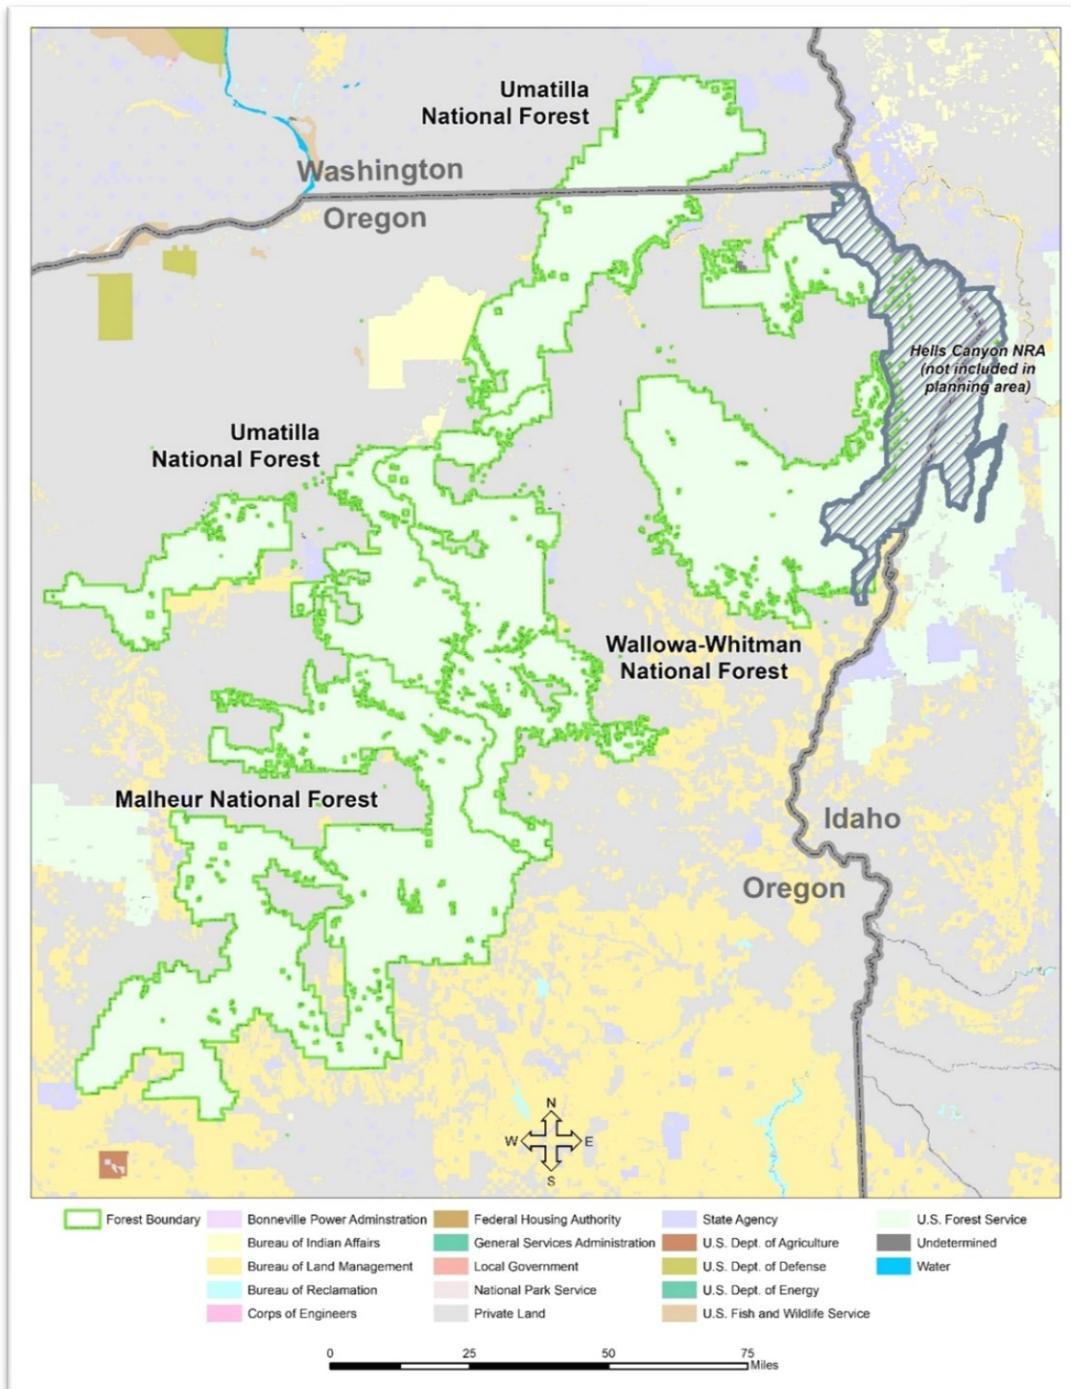 Umatilla
National Forest
Washington
Oregon
Hells Canyon NRA
(not included in
planning area)
Umatilla
National Forest
Wallowa-Whitman
National Forest
Malheur National Forest
Idaho
Oregon
N
W E
S
Forest Boundary
Bonneville Power Adminstration
Bureau of Indian Affairs
Bureau of Land Management
Bureau of Reclamation
Corps of Engineers
Federal Housing Authority
General Services Administration
Local Government
National Park Service
Private Land
State Agency
U.S. Dept. of Agriculture
U.S. Dept. of Defense
U.S. Dept. of Energy
U.S. Fish and Wildlife Service
U.S. Forest Service
Undetermined
Water
0 25 50 75
Miles